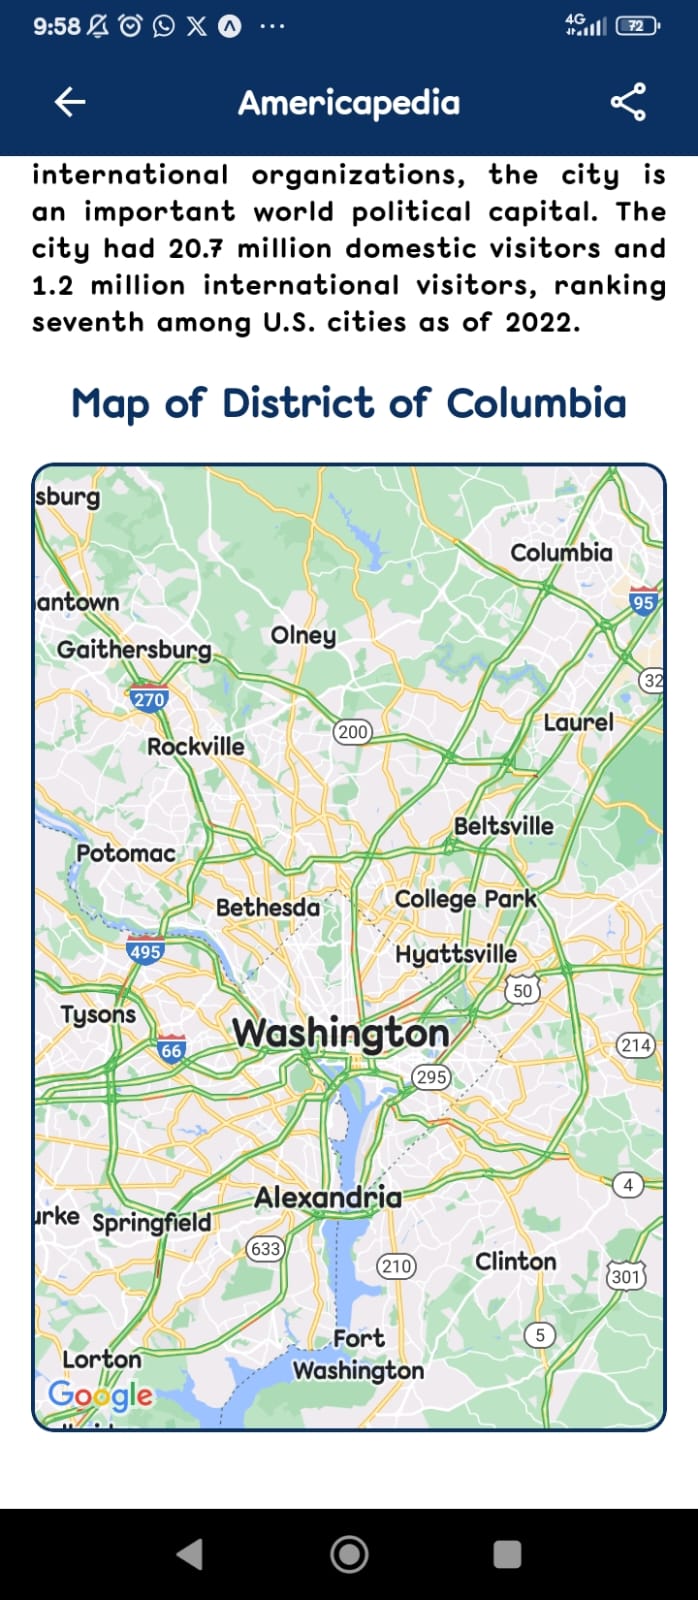 9:58
4G
72
Americapedia
international organizations, the city is
an important world political capital. The
city had 20.7 million domestic visitors and
1.2 million international visitors, ranking
seventh among U.S. cities as of 2022.
Map of District of Columbia
sburg
Columbia
antown
95
Olney
Gaithersburg
32
270
Laurel
200
Rockville
Beltsville
Potomac
College Park
Bethesda
495
Hyattsville
50
Tysons
Washington
66
214
295
4
Alexandria
urke
Springfield
633
210
Clinton
301
5
Fort
Washington
Lorton
Google